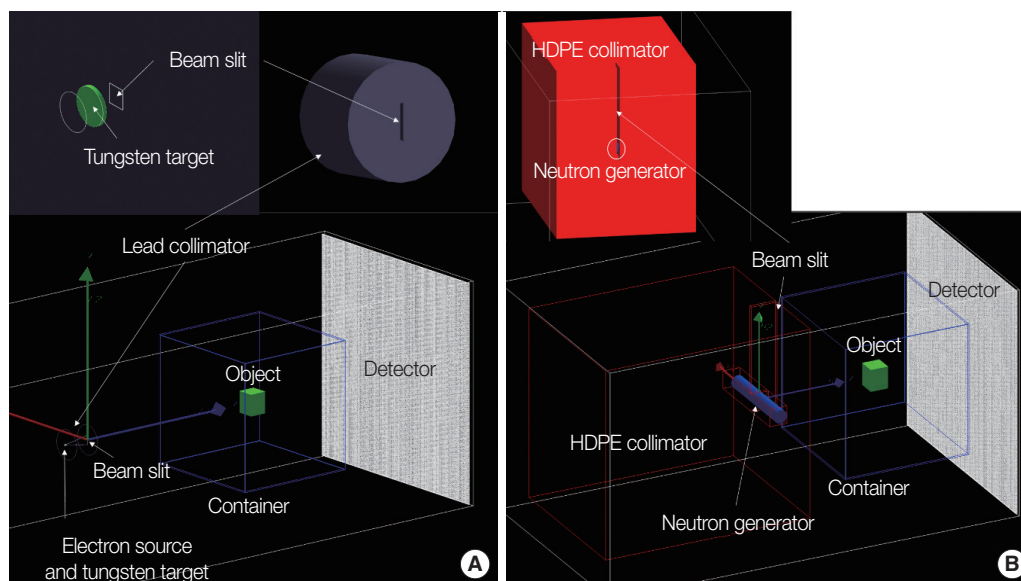 Beam slit
Tungsten target
Lead collimator
Detector
Object
Beam slit
Container
Electron source
and tungsten target
A
HDPE collimator
Neutron generator
Beam slit
Detector
Object
HDPE collimator
Container
Neutron generator
B